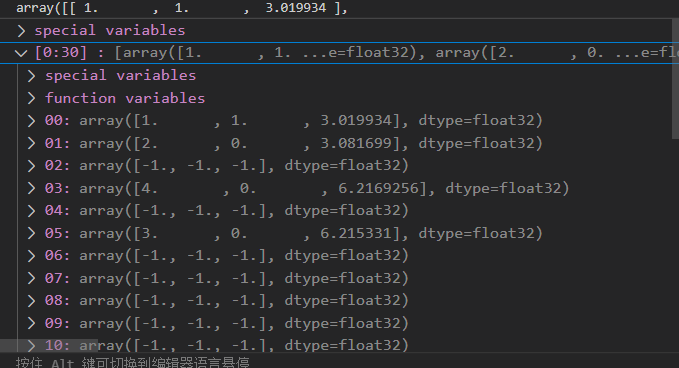 array([[ 1.      ,  1.      ,  3.019934 ],
> special variables
[0:30] : [array([1.      , 1. ...e=float32), array([2.      , 0. ...e=flo
> special variables
> function variables
> 00: array([1.      , 1.      , 3.019934], dtype=float32)
> 01: array([2.      , 0.      , 3.081699], dtype=float32)
> 02: array([-1., -1., -1.], dtype=float32)
> 03: array([4.       , 0.       , 6.2169256], dtype=float32)
> 04: array([-1., -1., -1.], dtype=float32)
> 05: array([3.      , 0.      , 6.215331], dtype=float32)
> 06: array([-1., -1., -1.], dtype=float32)
> 07: array([-1., -1., -1.], dtype=float32)
> 08: array([-1., -1., -1.], dtype=float32)
> 09: array([-1., -1., -1.], dtype=float32)
> 10: array([-1., -1., -1.], dtype=float32)
按住 Alt 键可切换到编辑器语言悬停